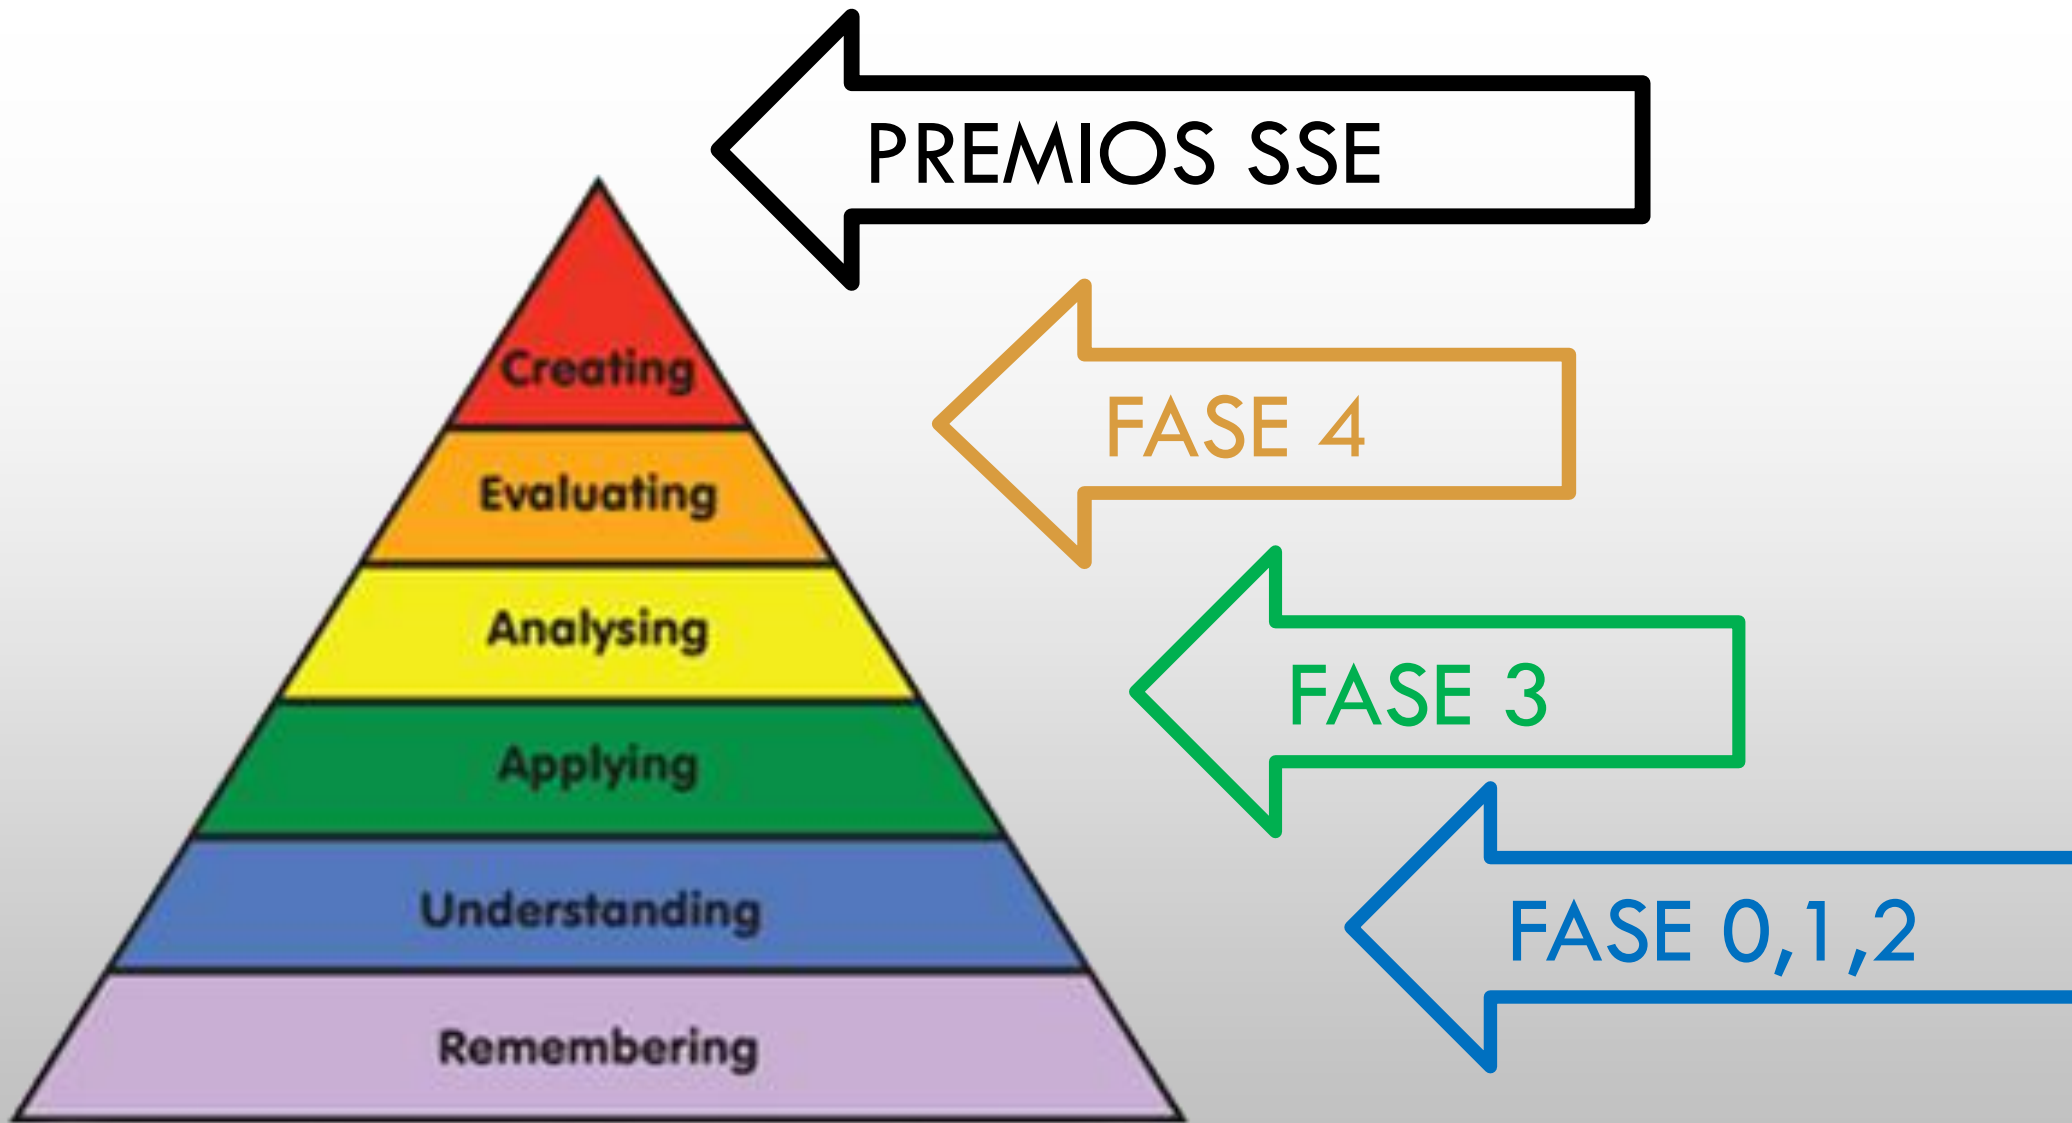 PREMIOS SSE
Creating
FASE 4
Evaluating
Analysing
FASE 3
Applying
Understanding
FASE 0,1,2
Remembering